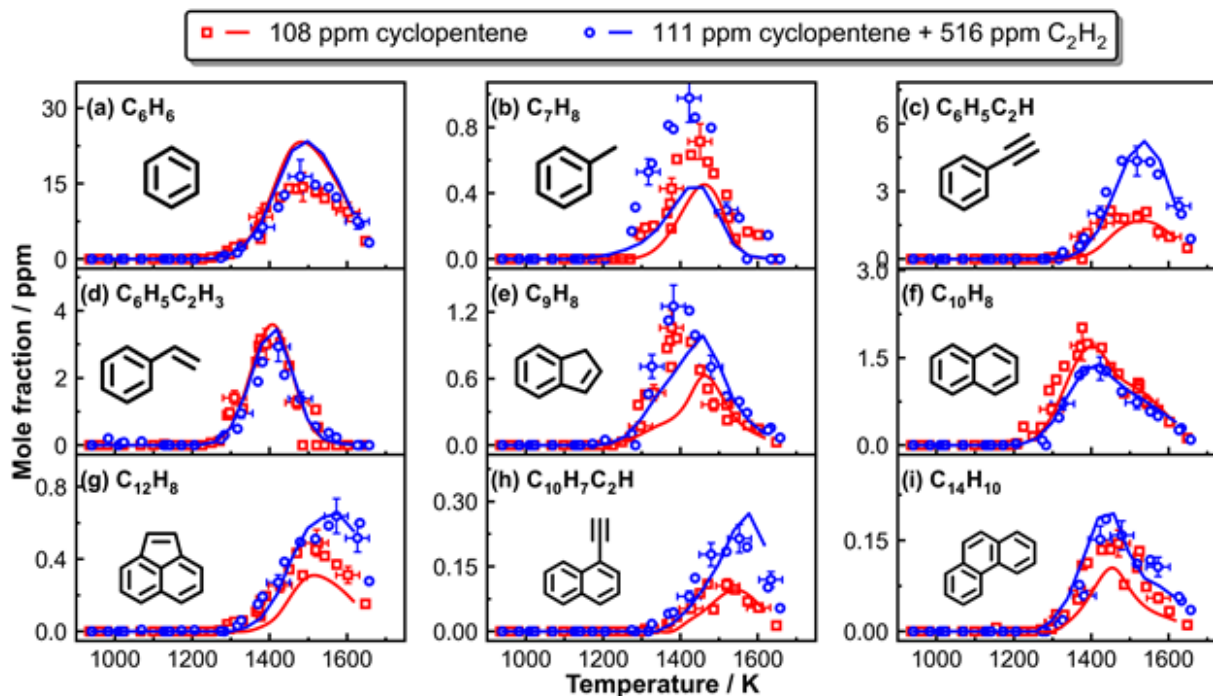 108 ppm cyclopentene 111 ppm cyclopentene + 516 ppm C₂H₂
(a) C₆H₆
(b) C₇H₈
(c) C₆H₅C₂H
30
15
0
0.8
0.4
0.0
6
3
0
(d) C₆H₅C₂H₃
(e) C₉H₈
(f) C₁₀H₈
4
2
0
1.2
0.6
0.0
3.0
1.5
0.0
(g) C₁₂H₈
(h) C₁₀H₇C₂H
(i) C₁₄H₁₀
0.8
0.4
0.0
0.30
0.15
0.00
0.15
0.00
1000 1200 1400 1600
1000 1200 1400 1600
1000 1200 1400 1600
Mole fraction / ppm
Temperature / K